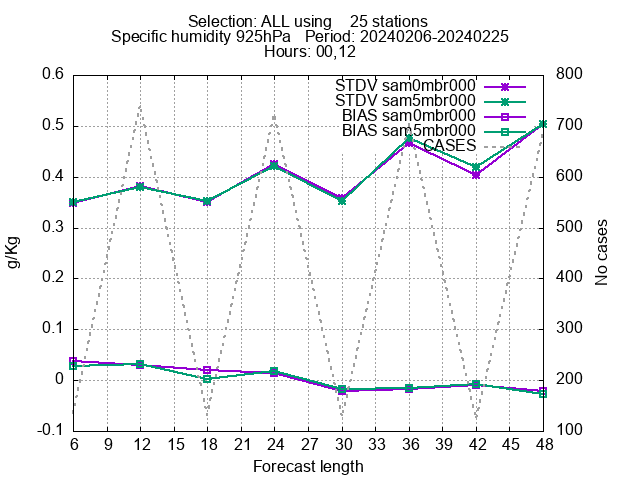 Selection: ALL using    25 stations
Specific humidity 925hPa   Period: 20240206-20240225
Hours: 00,12
STDV sam0mbr000
STDV sam5mbr000
BIAS sam0mbr000
BIAS sam5mbr000
CASES
0.6
0.5
0.4
0.3
0.2
0.1
0
-0.1
g/Kg
800
700
600
500
400
300
200
100
No cases
6 9 12 15 18 21 24 27 30 33 36 39 42 45 48
Forecast length